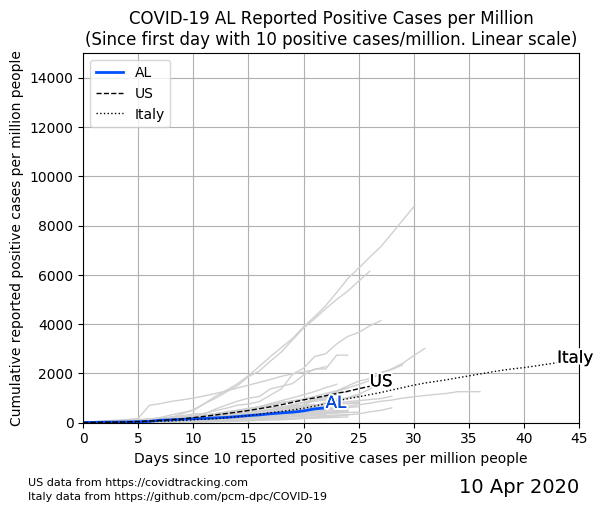 COVID-19 AL Reported Positive Cases per Million
(Since first day with 10 positive cases/million. Linear scale)
Cumulative reported positive cases per million people
14000
12000
10000
8000
6000
4000
2000
0
AL
US
Italy
Italy
US
AL
0 5 10 15 20 25 30 35 40 45
Days since 10 reported positive cases per million people
US data from https://covidtracking.com
Italy data from https://github.com/pcm-dpc/COVID-19
10 Apr 2020